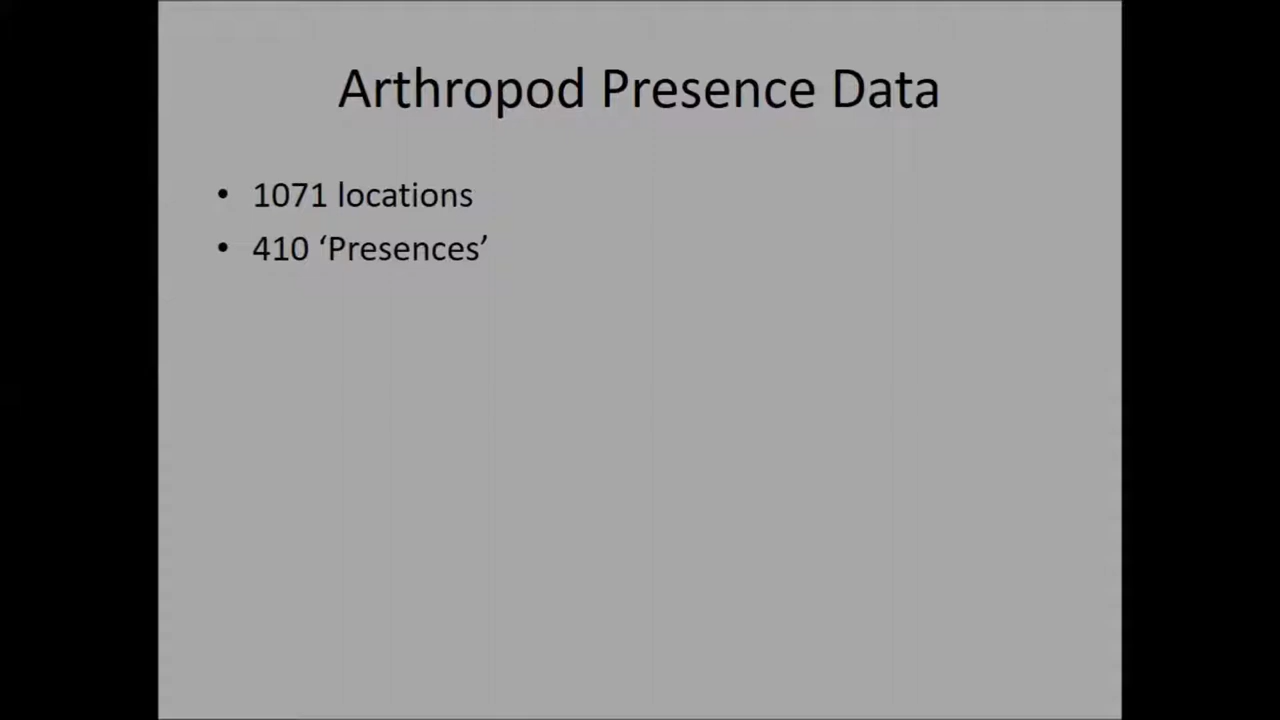 Arthropod Presence Data
• 1071 locations
• 410 ‘Presences’